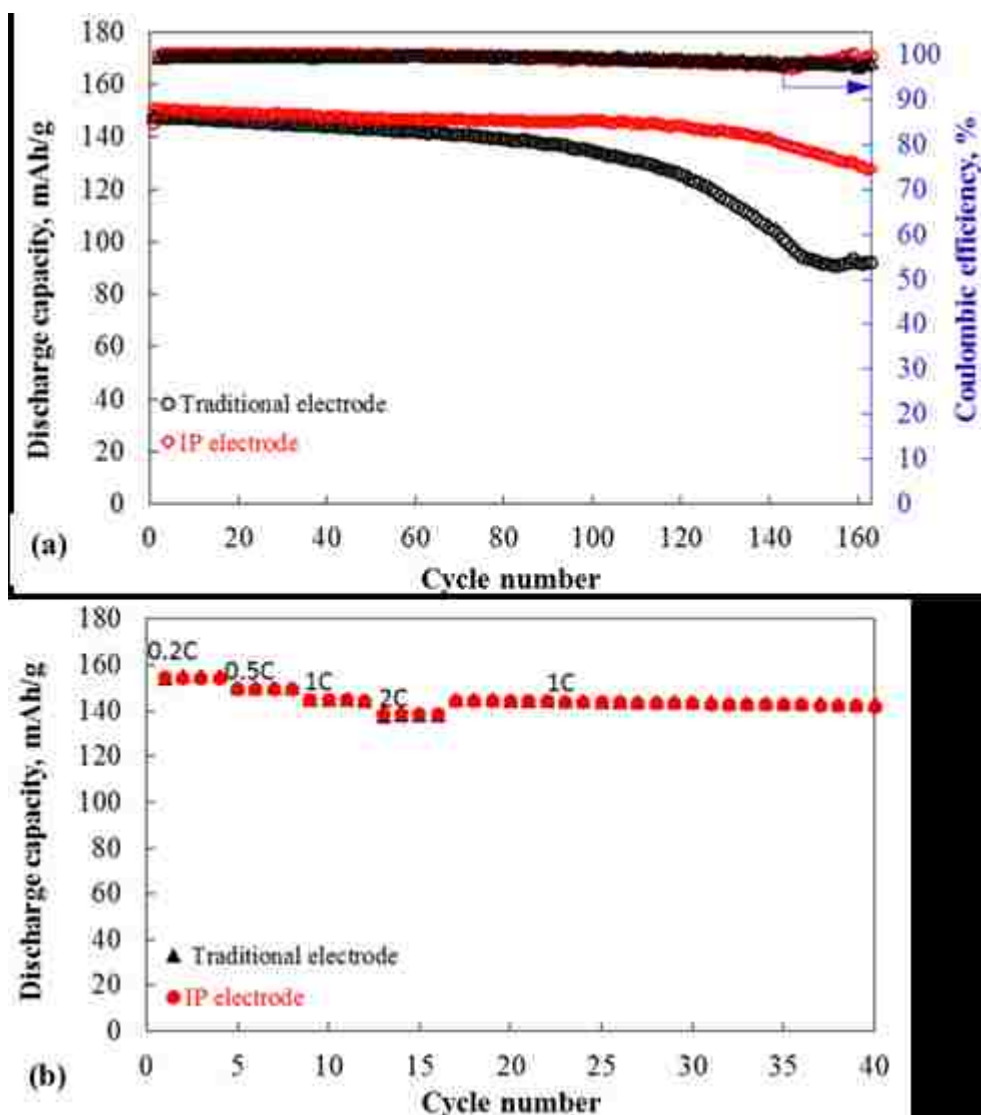 180
160
140
120
100
80
60
40
20
0
Discharge capacity, mAh/g
100
90
80
70
60
50
40
30
20
10
0
Coulombic efficiency, %
Traditional electrode
IP electrode
0 20 40 60 80 100 120 140 160
(a)
Cycle number
180
160
140
120
100
80
60
40
20
0
Discharge capacity, mAh/g
0.2C
0.5C
1C
2C
1C
Traditional electrode
IP electrode
0 5 10 15 20 25 30 35 40
(b)
Cycle number